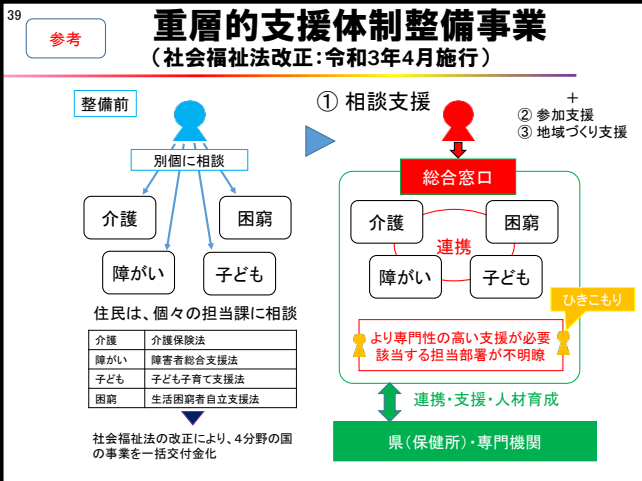 39
参考
重層的支援体制整備事業
(社会福祉法改正:令和3年4月施行)
整備前
別個に相談
介護
困窮
障がい
子ども
住民は、個々の担当課に相談
介護 介護保険法
障がい 障害者総合支援法
子ども 子ども子育て支援法
困窮 生活困窮者自立支援法
社会福祉法の改正により、4分野の国
の事業を一括交付金化
① 相談支援
+
② 参加支援
③ 地域づくり支援
総合窓口
介護
困窮
連携
障がい
子ども
ひきこもり
より専門性の高い支援が必要
該当する担当部署が不明瞭
連携・支援・人材育成
県(保健所)・専門機関